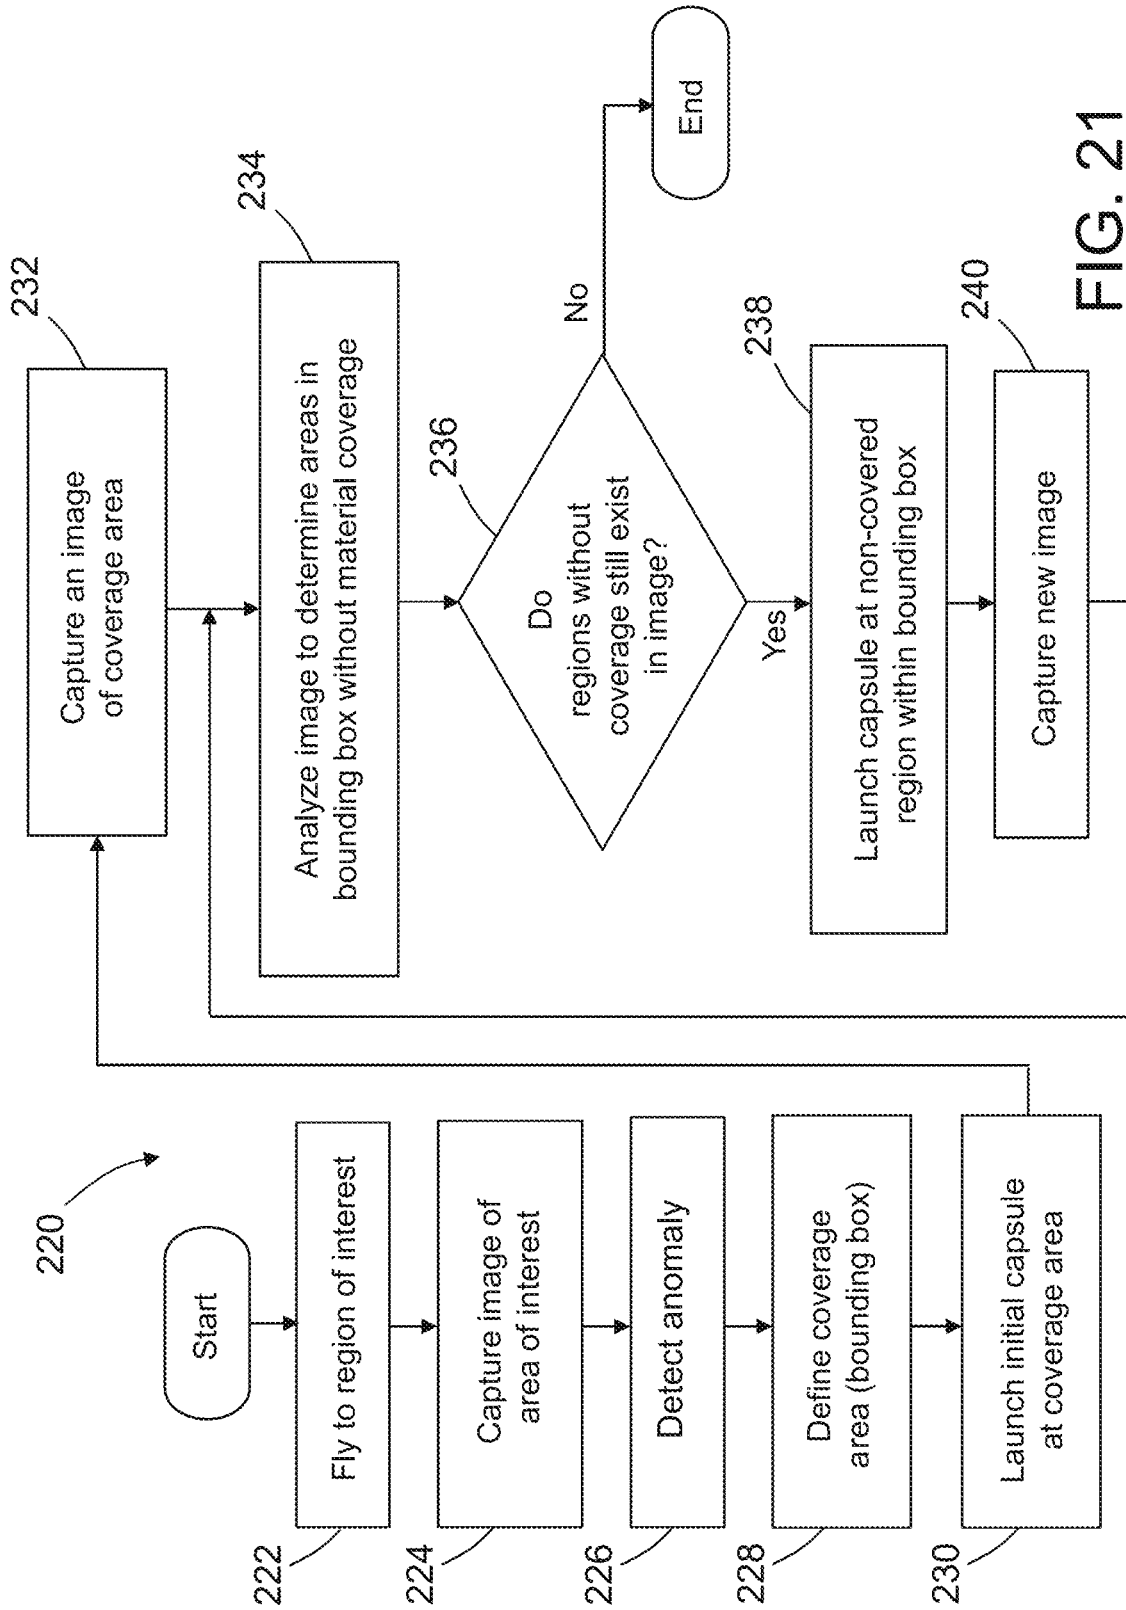 220
Start
222
Fly to region of interest
224
Capture image of
area of interest
226
Detect anomaly
228
Define coverage
area (bounding box)
230
Launch initial capsule
at coverage area
232
Capture an image
of coverage area
234
Analyze image to determine areas in
bounding box without material coverage
236
Do
regions without
coverage still exist
in image?
No
End
Yes
238
Launch capsule at non-covered
region within bounding box
240
Capture new image
FIG. 21